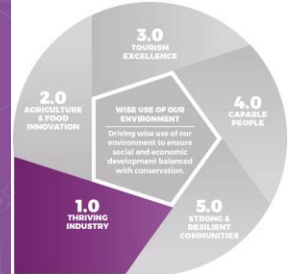 3.0
TOURISM
EXCELLENCE
2.0
AGRICULTURE
& FOOD
INNOVATION
WISE USE OF OUR
ENVIRONMENT
Driving wise use of our
environment to ensure
social and economic
development balanced
with conservation.
4.0
CAPABLE
PEOPLE
1.0
THRIVING
INDUSTRY
5.0
STRONG &
RESILIENT
COMMUNITIES